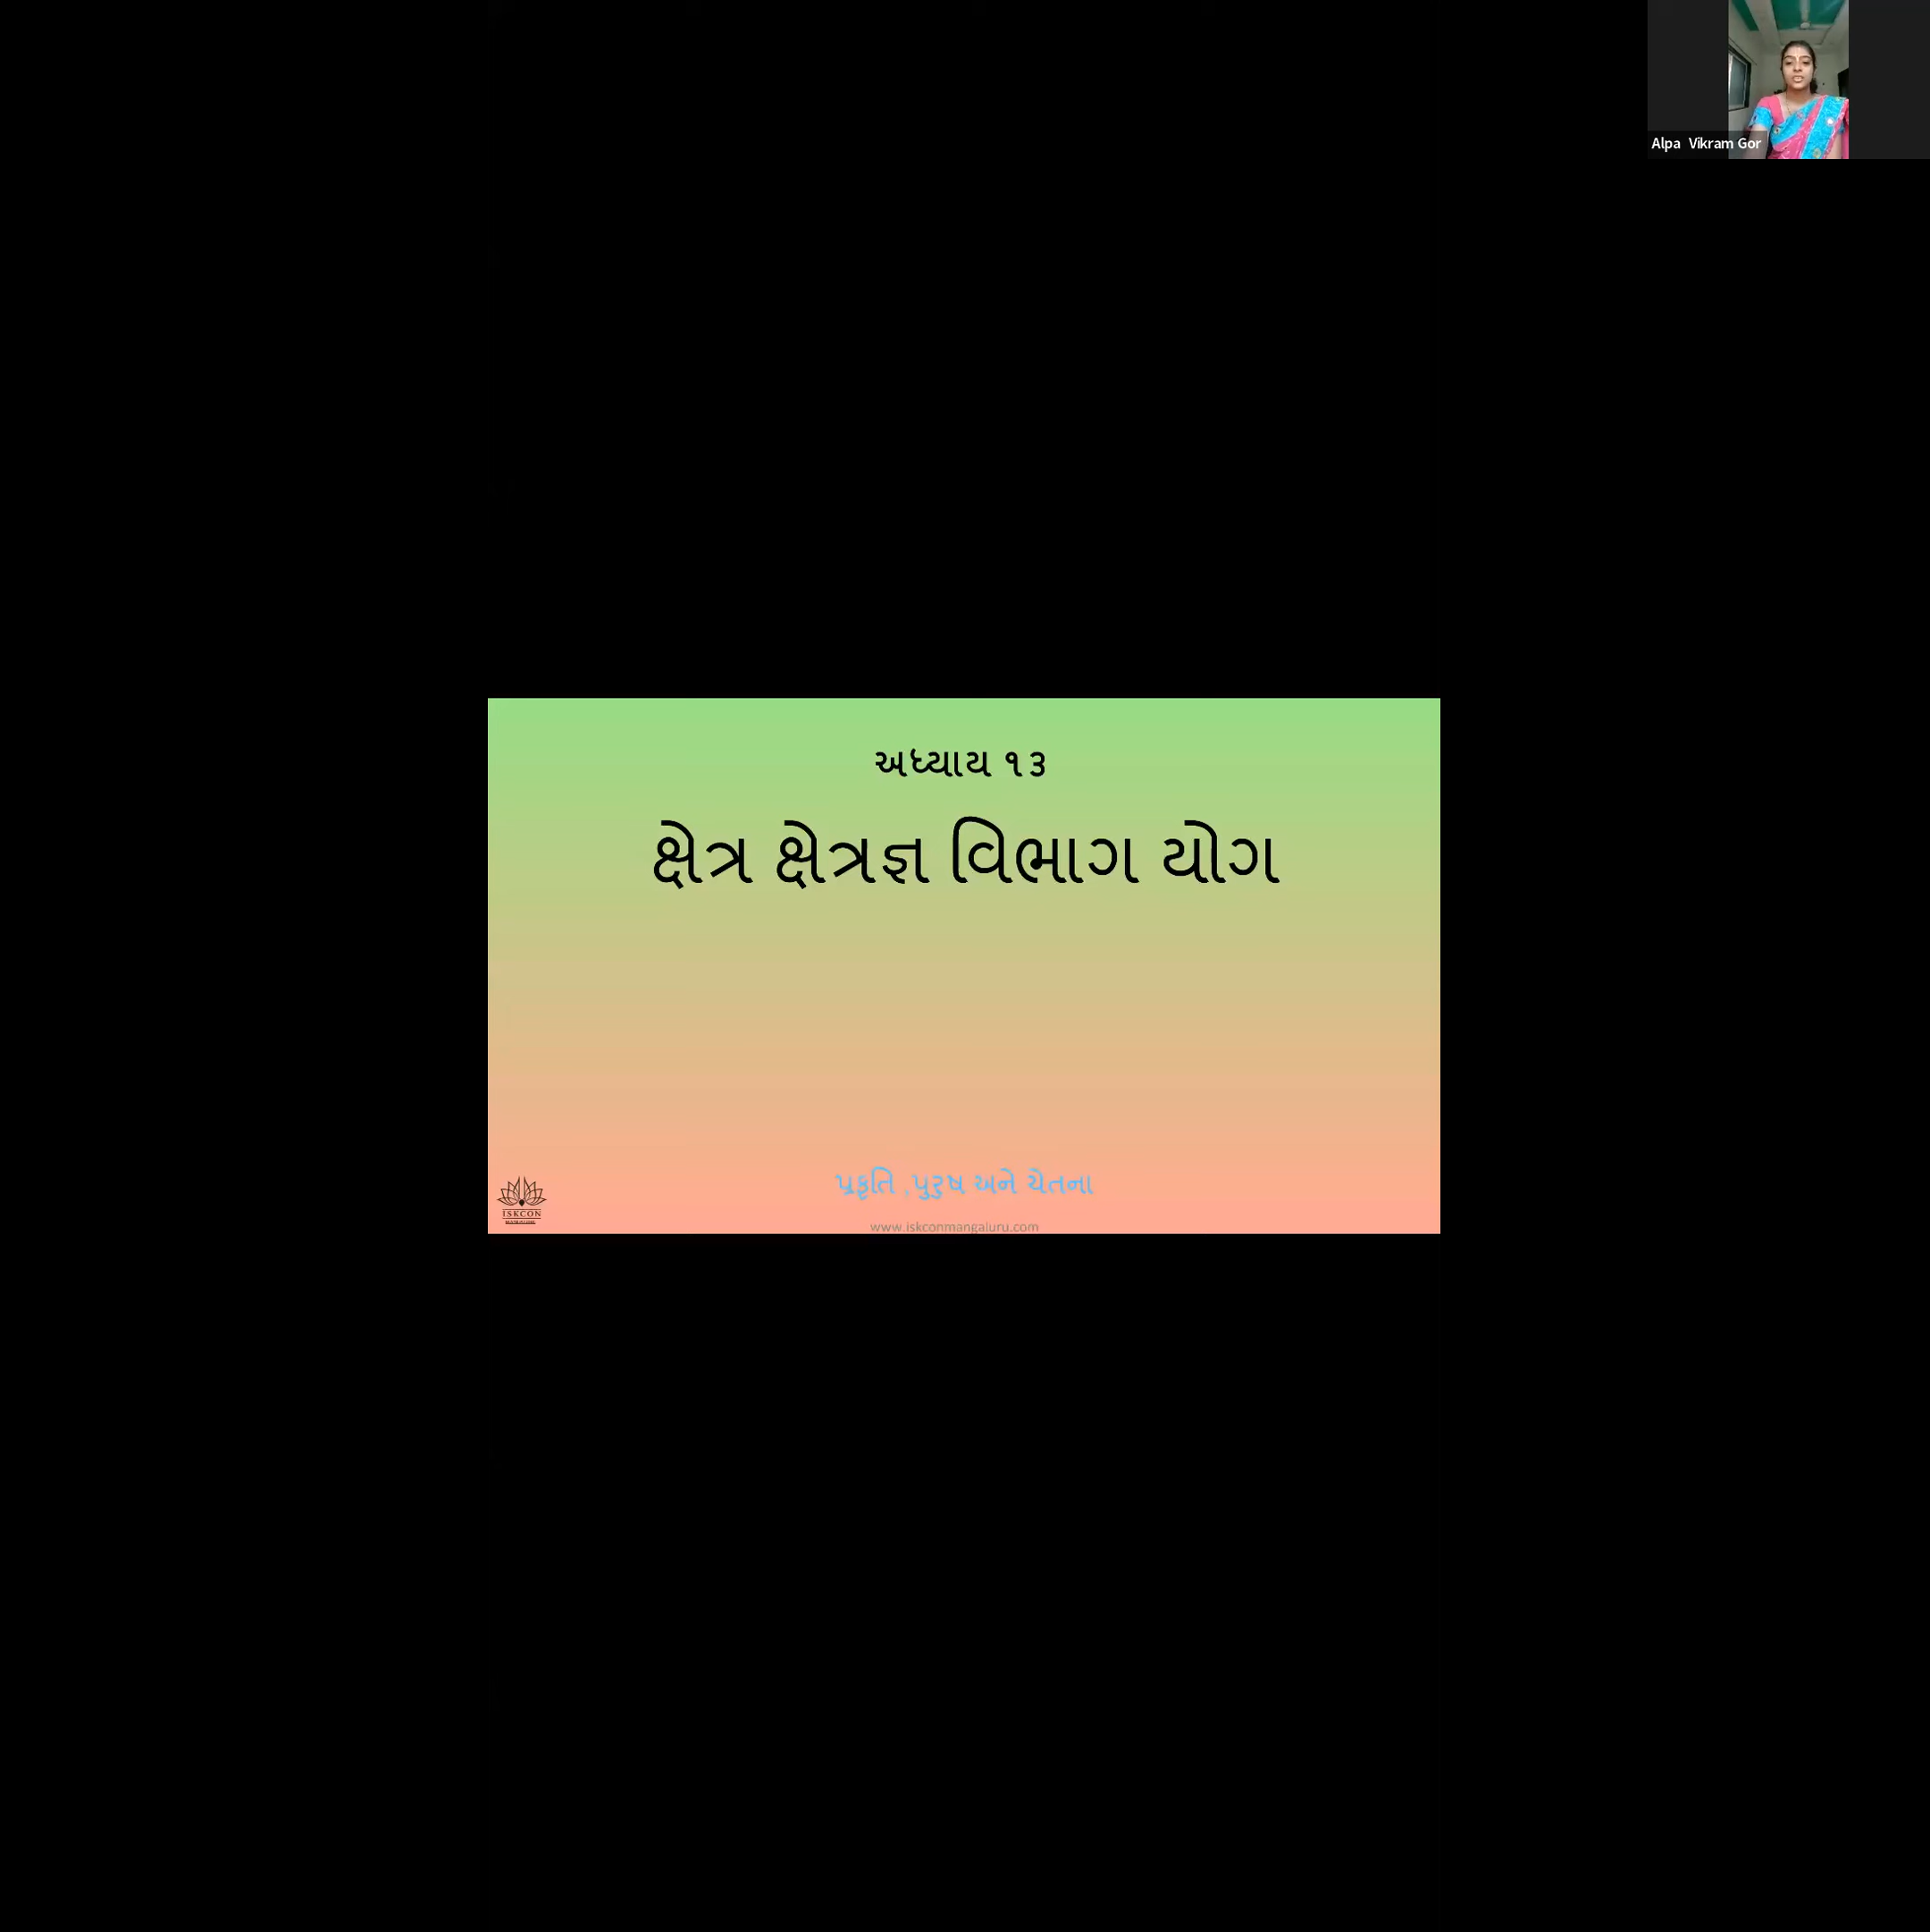 Alpa Vikram Gor
અધ્યાય ૧૩
ક્ષેત્ર ક્ષેત્રજ્ઞ વિભાગ યોગ
પ્રકૃતિ ,પુરુષ અને ચેતના
ISKCON
www.iskconmangaluru.com